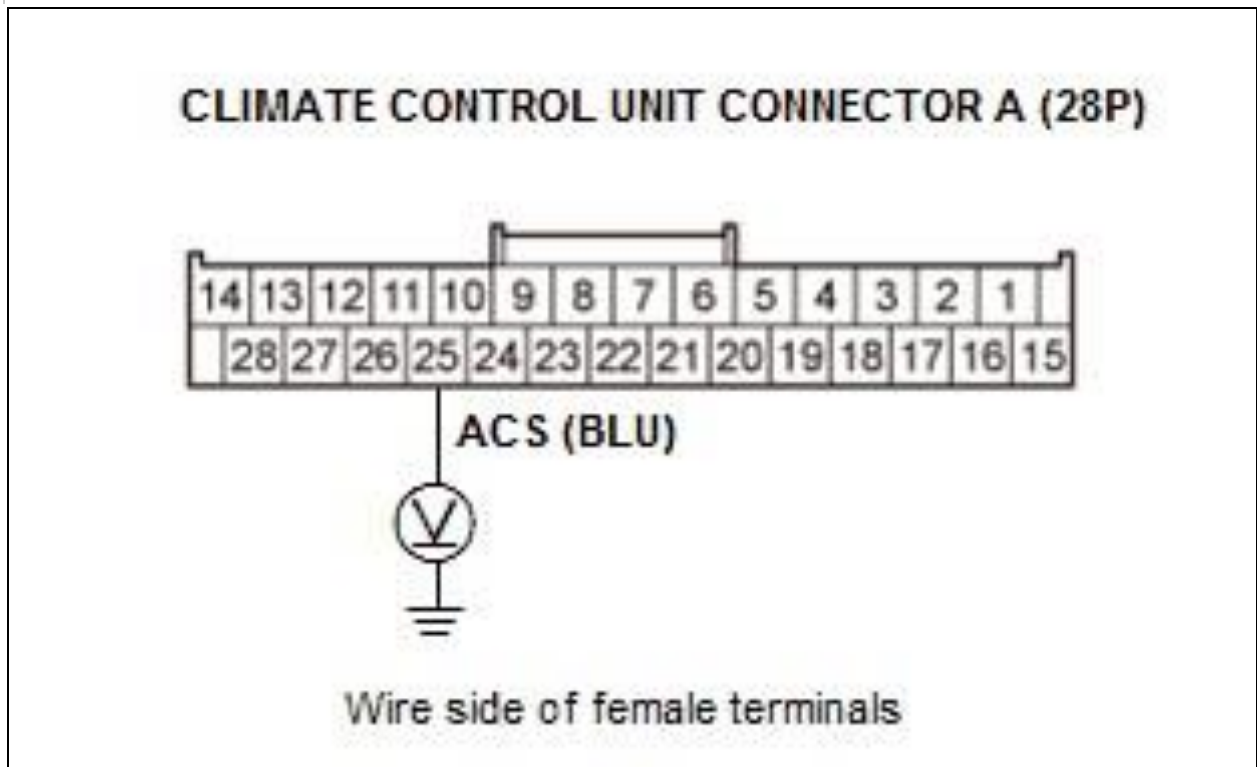 CLIMATE CONTROL UNIT CONNECTOR A (28P)
14 13 12 11 10 9 8 7 6 5 4 3 2 1
28 27 26 25 24 23 22 21 20 19 18 17 16 15
ACS (BLU)
V
Wire side of female terminals